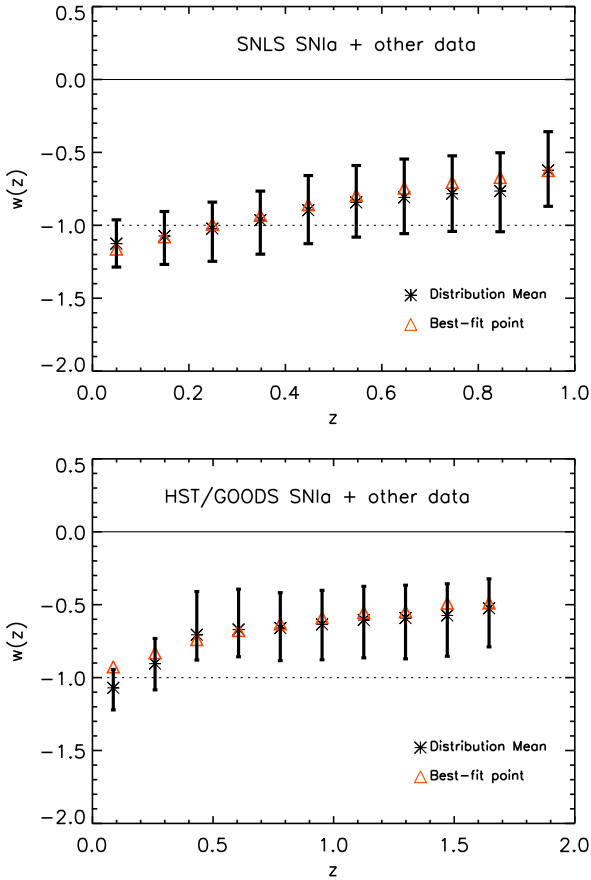 SNLS SNIa + other data
0.5
0.0
−0.5
−1.0
−1.5
−2.0
w(z)
Distribution Mean
Best−fit point
0.0 0.2 0.4 0.6 0.8 1.0
z
HST/GOODS SNIa + other data
0.5
0.0
−0.5
−1.0
−1.5
−2.0
w(z)
Distribution Mean
Best−fit point
0.0 0.5 1.0 1.5 2.0
z